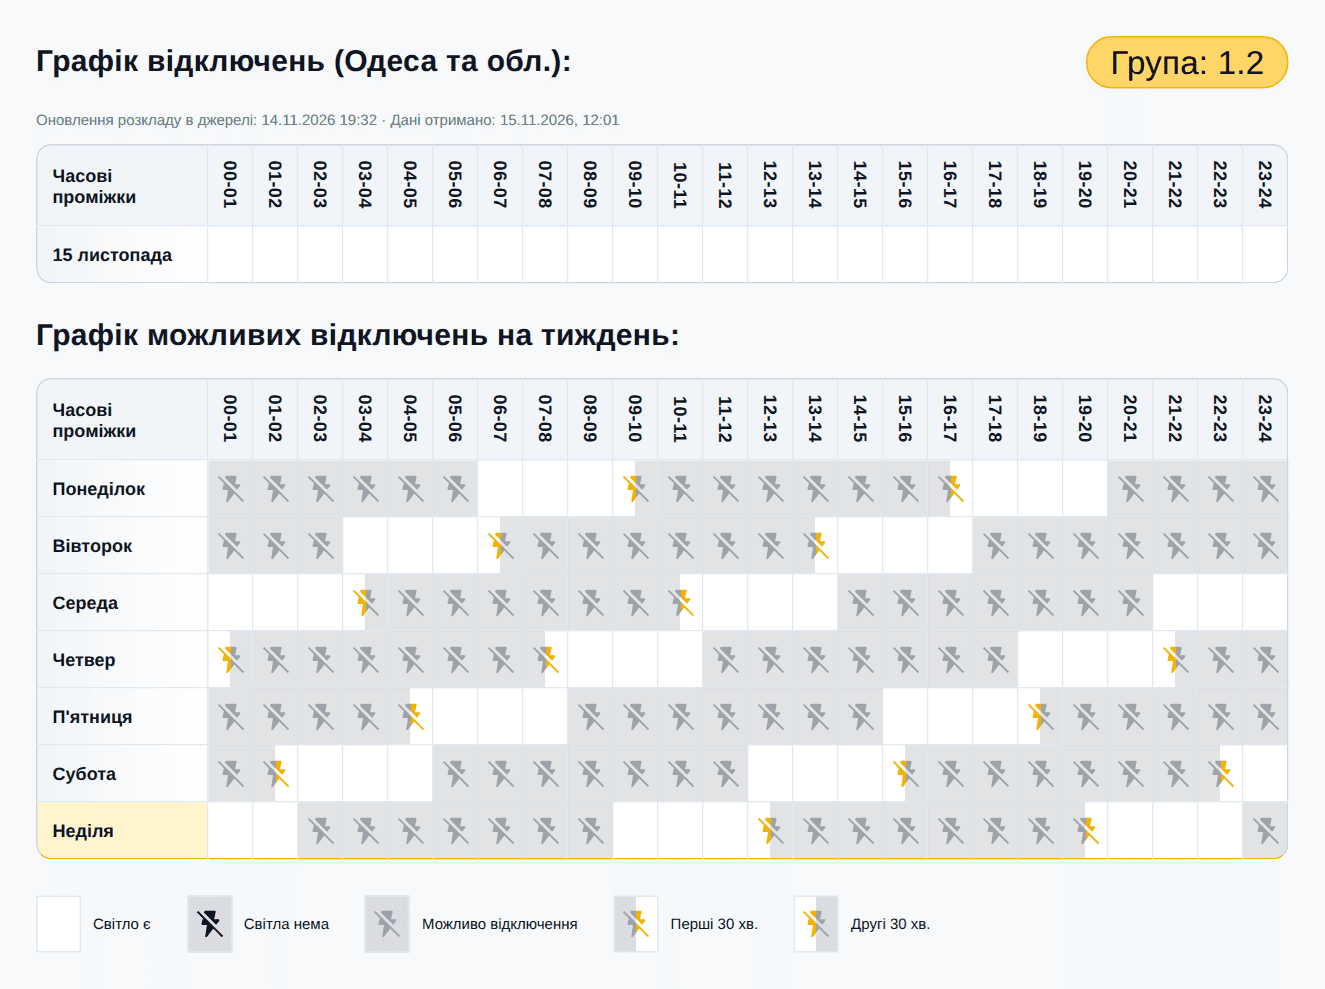 Графік відключень (Одеса та обл.):
Група: 1.2
Оновлення розкладу в джерелі: 14.11.2026 19:32 · Дані отримано: 15.11.2026, 12:01
Часові проміжки 00-01 01-02 02-03 03-04 04-05 05-06 06-07 07-08 08-09 09-10 10-11 11-12 12-13 13-14 14-15 15-16 16-17 17-18 18-19 19-20 20-21 21-22 22-23 23-24
15 листопада
Графік можливих відключень на тиждень:
Часові проміжки 00-01 01-02 02-03 03-04 04-05 05-06 06-07 07-08 08-09 09-10 10-11 11-12 12-13 13-14 14-15 15-16 16-17 17-18 18-19 19-20 20-21 21-22 22-23 23-24
Понеділок
Вівторок
Середа
Четвер
П'ятниця
Субота
Неділя
Світло є Світла нема Можливо відключення Перші 30 хв. Другі 30 хв.